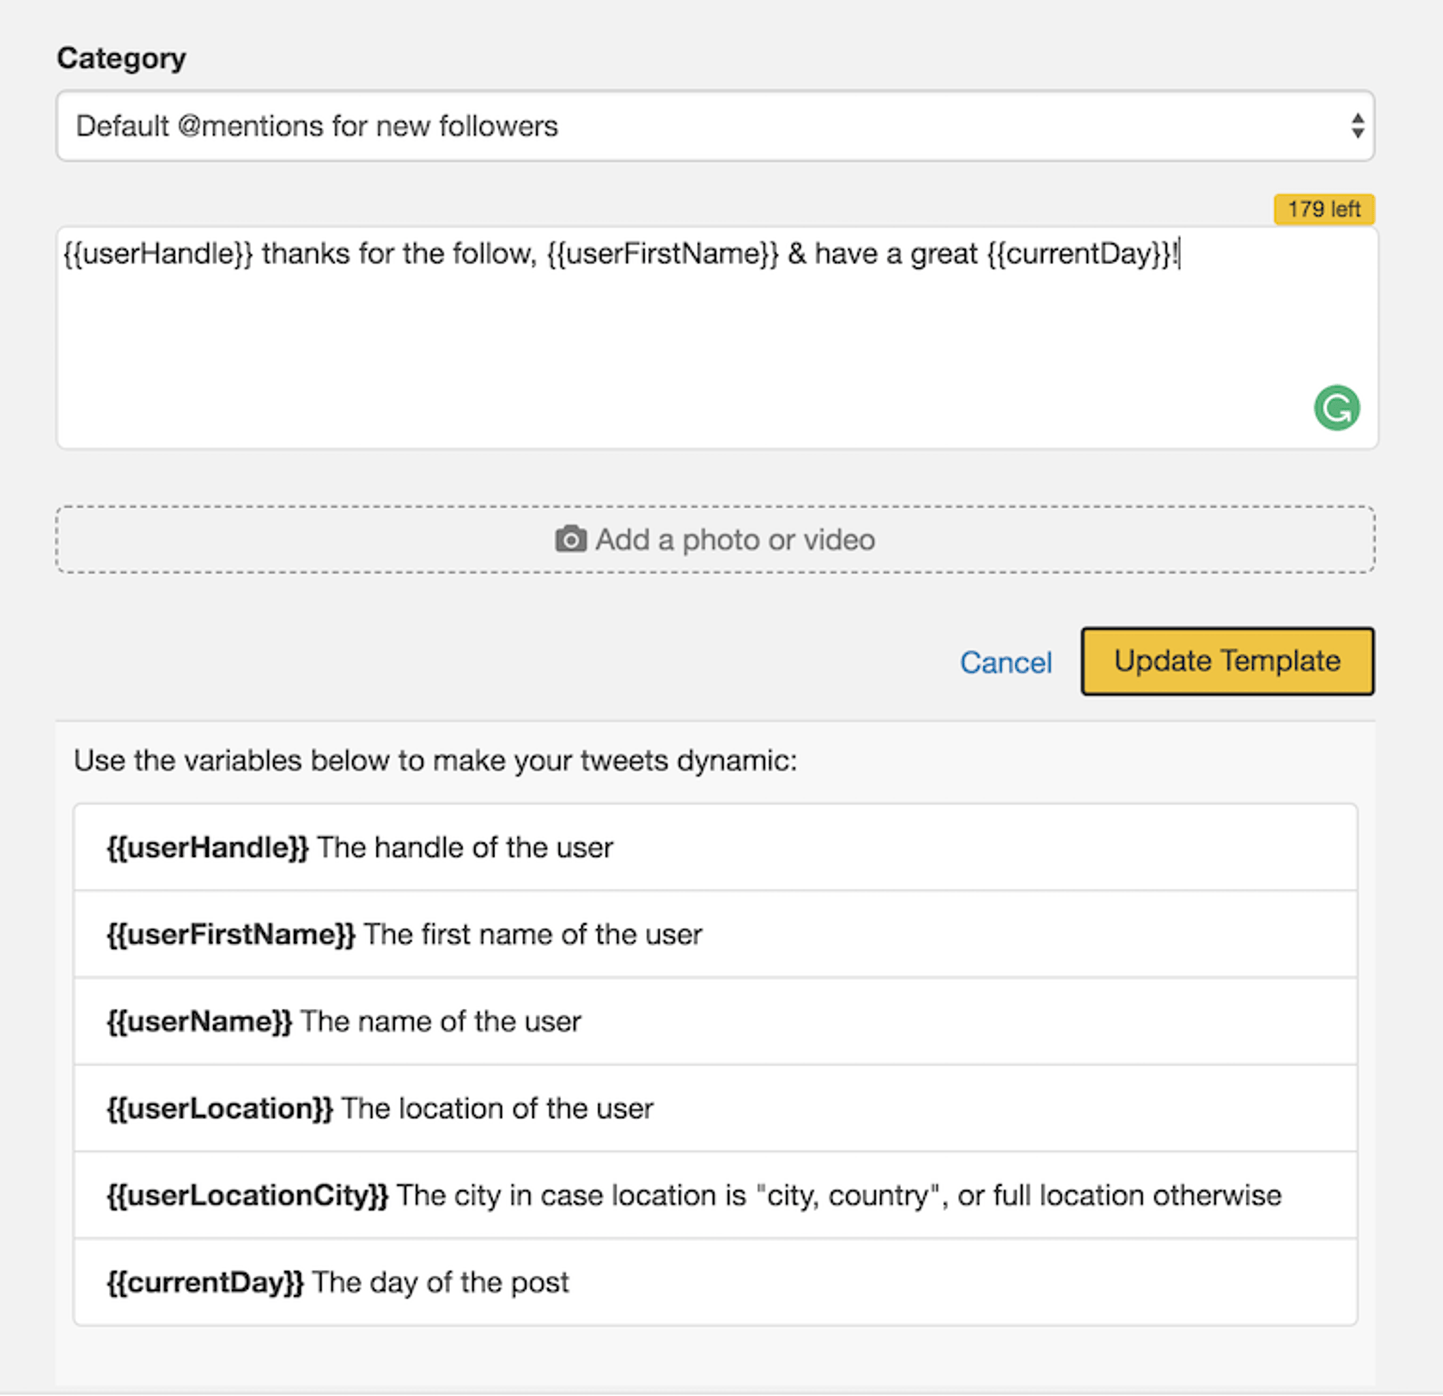 Category
Default @mentions for new followers
179 left
{{userHandle}} thanks for the follow, {{userFirstName}} & have a great {{currentDay}}!
Add a photo or video
Cancel
Update Template
Use the variables below to make your tweets dynamic:
{{userHandle}} The handle of the user
{{userFirstName}} The first name of the user
{{userName}} The name of the user
{{userLocation}} The location of the user
{{userLocationCity}} The city in case location is "city, country", or full location otherwise
{{currentDay}} The day of the post